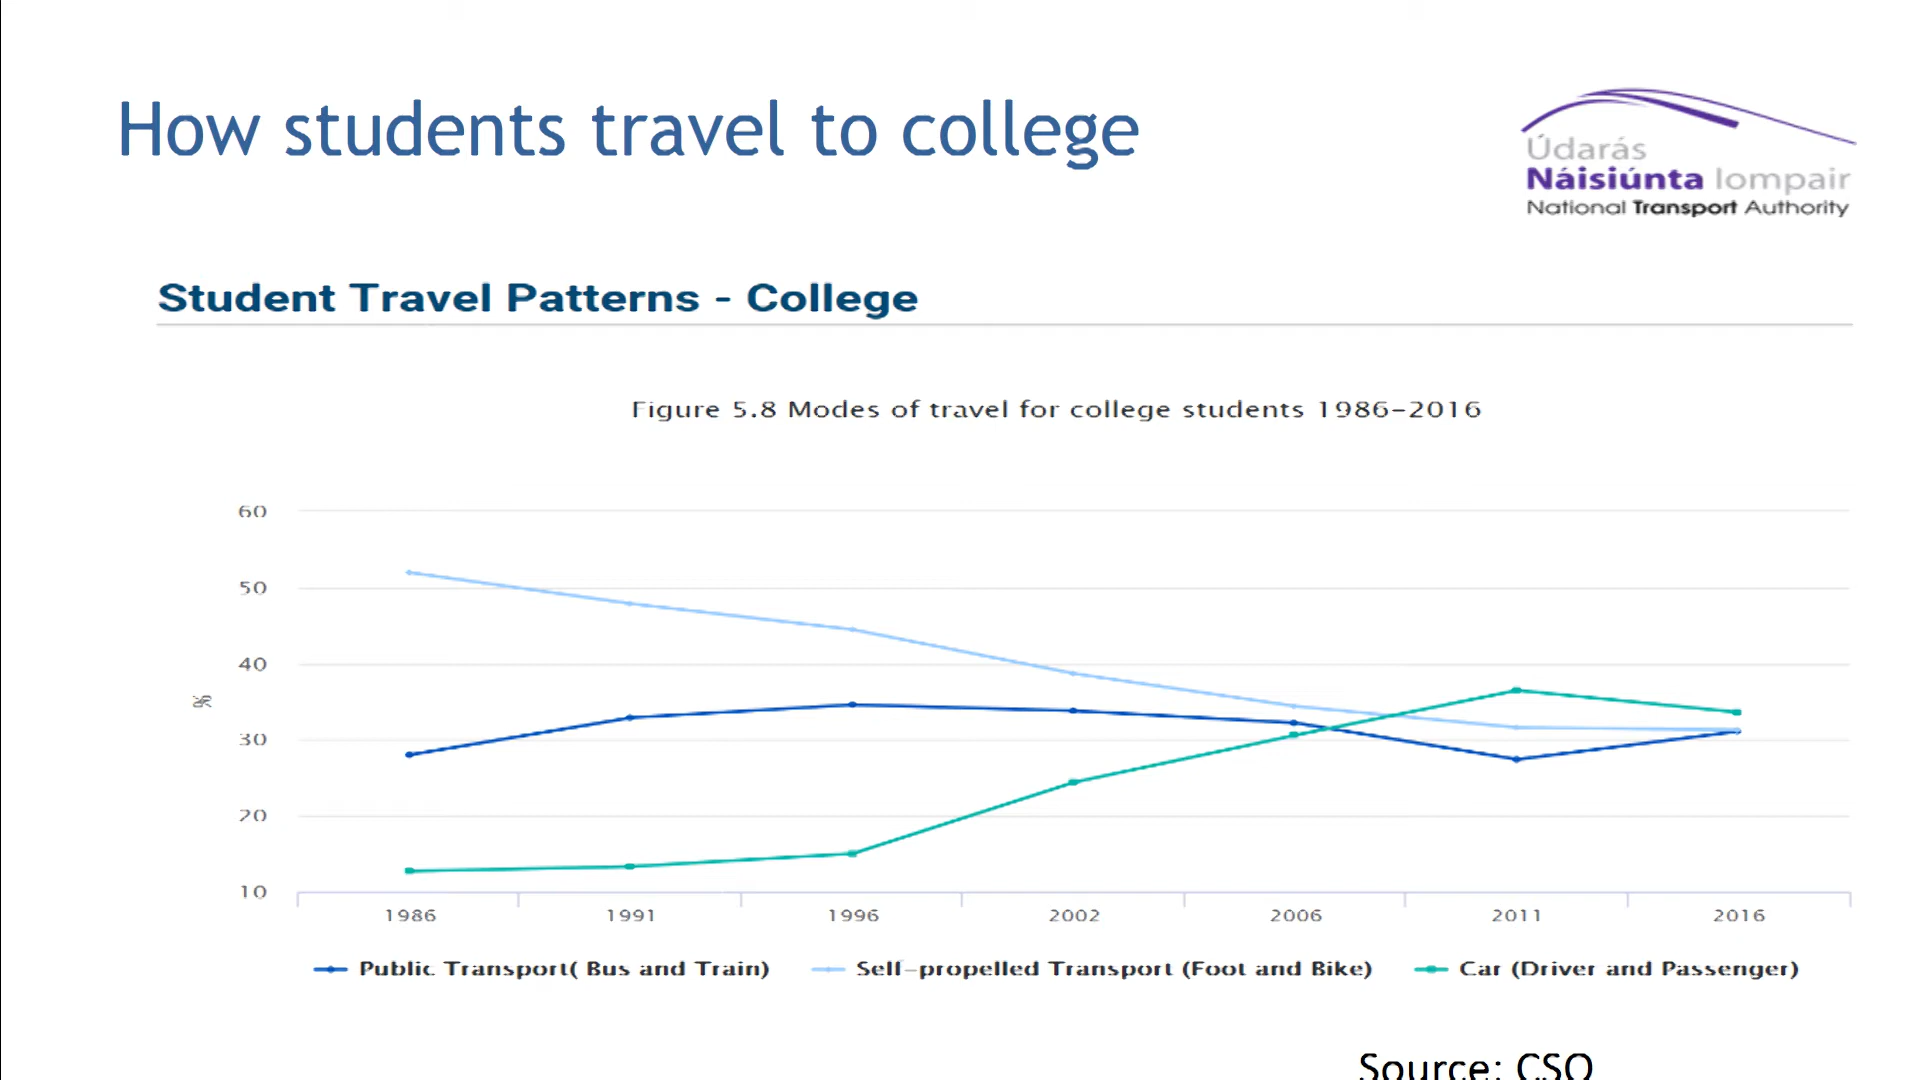 How students travel to college
Údarás
Náisiúnta Iompair
National Transport Authority
Student Travel Patterns - College
Figure 5.8 Modes of travel for college students 1986-2016
60
50
40
%
30
20
10
1986 1991 1996 2002 2006 2011 2016
Public Transport( Bus and Train) Self-propelled Transport (Foot and Bike) Car (Driver and Passenger)
Source: CSO